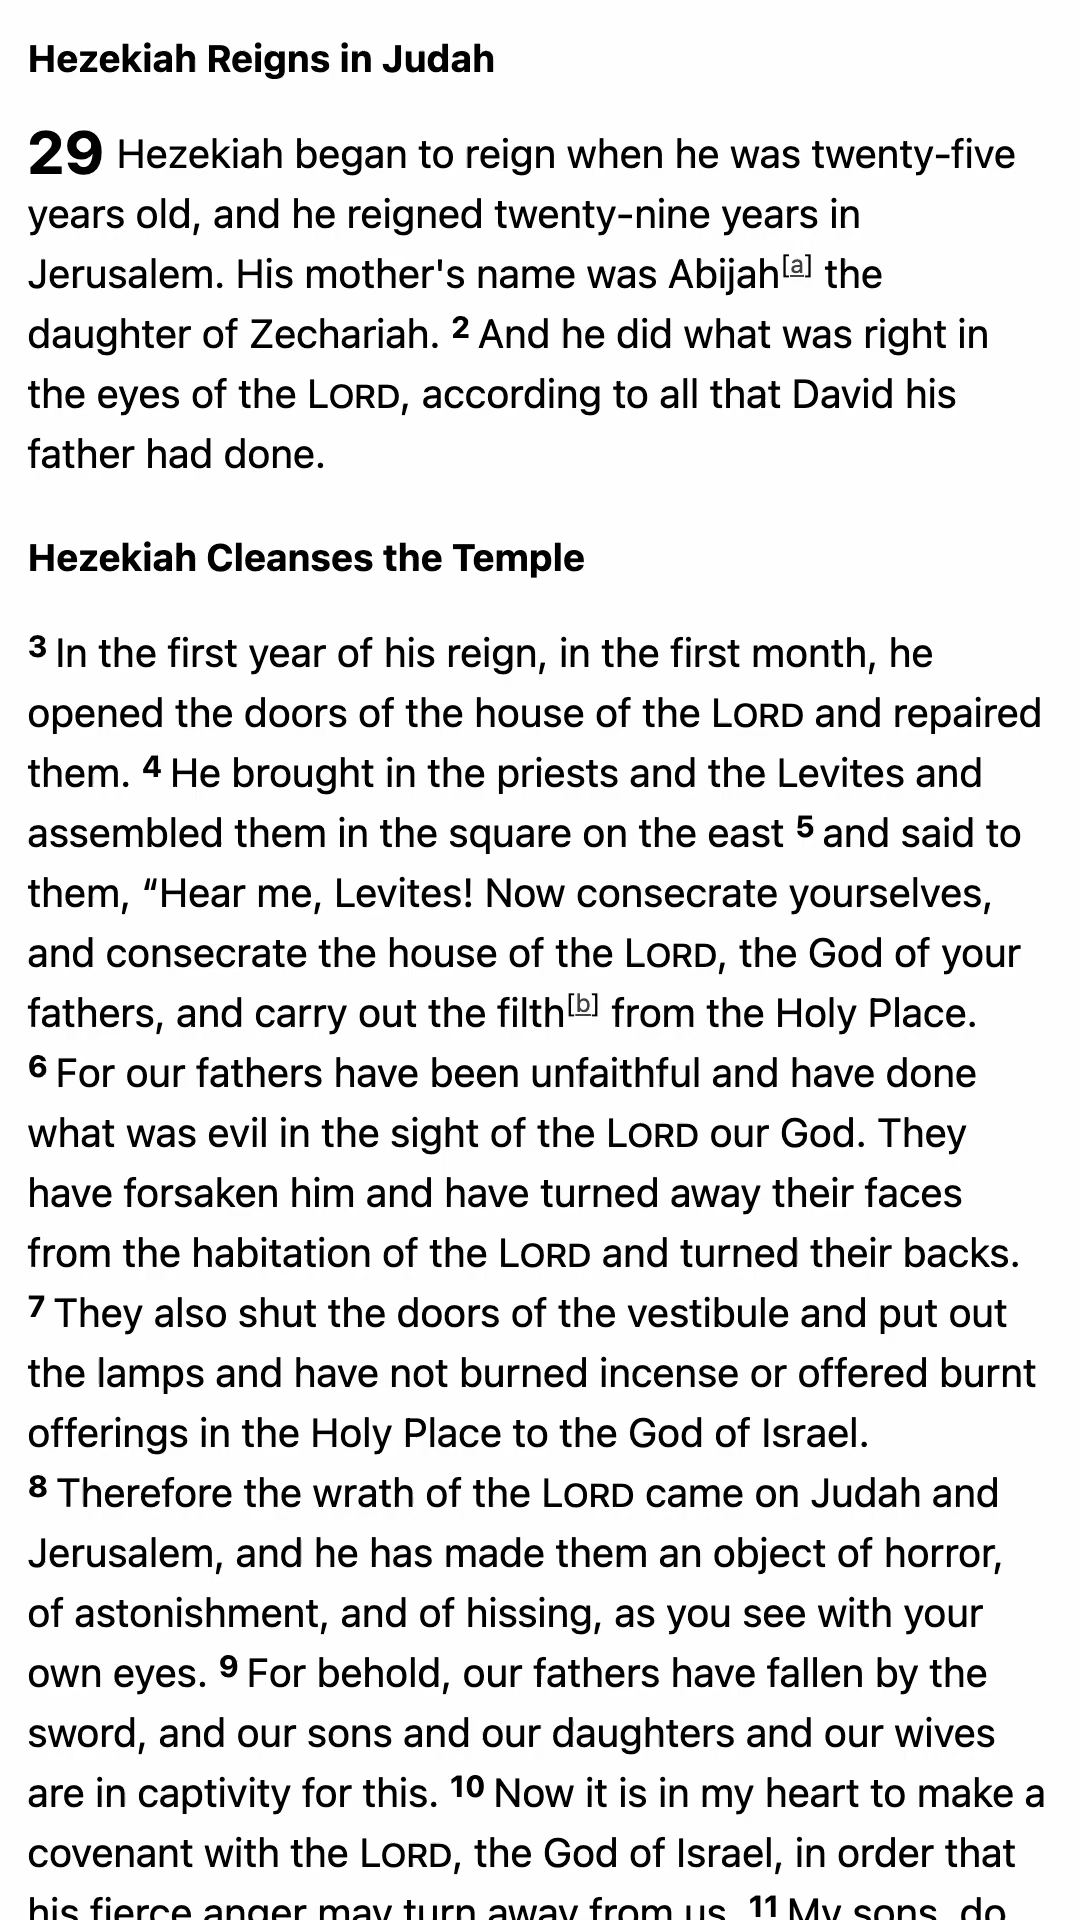 Hezekiah Reigns in Judah
29 Hezekiah began to reign when he was twenty-five
years old, and he reigned twenty-nine years in
Jerusalem. His mother's name was Abijah[a] the
daughter of Zechariah. 2 And he did what was right in
the eyes of the LORD, according to all that David his
father had done.
Hezekiah Cleanses the Temple
3 In the first year of his reign, in the first month, he
opened the doors of the house of the LORD and repaired
them. 4 He brought in the priests and the Levites and
assembled them in the square on the east 5 and said to
them, “Hear me, Levites! Now consecrate yourselves,
and consecrate the house of the LORD, the God of your
fathers, and carry out the filth[b] from the Holy Place.
6 For our fathers have been unfaithful and have done
what was evil in the sight of the LORD our God. They
have forsaken him and have turned away their faces
from the habitation of the LORD and turned their backs.
7 They also shut the doors of the vestibule and put out
the lamps and have not burned incense or offered burnt
offerings in the Holy Place to the God of Israel.
8 Therefore the wrath of the LORD came on Judah and
Jerusalem, and he has made them an object of horror,
of astonishment, and of hissing, as you see with your
own eyes. 9 For behold, our fathers have fallen by the
sword, and our sons and our daughters and our wives
are in captivity for this. 10 Now it is in my heart to make a
covenant with the LORD, the God of Israel, in order that
his fierce anger may turn away from us. 11 My sons, do